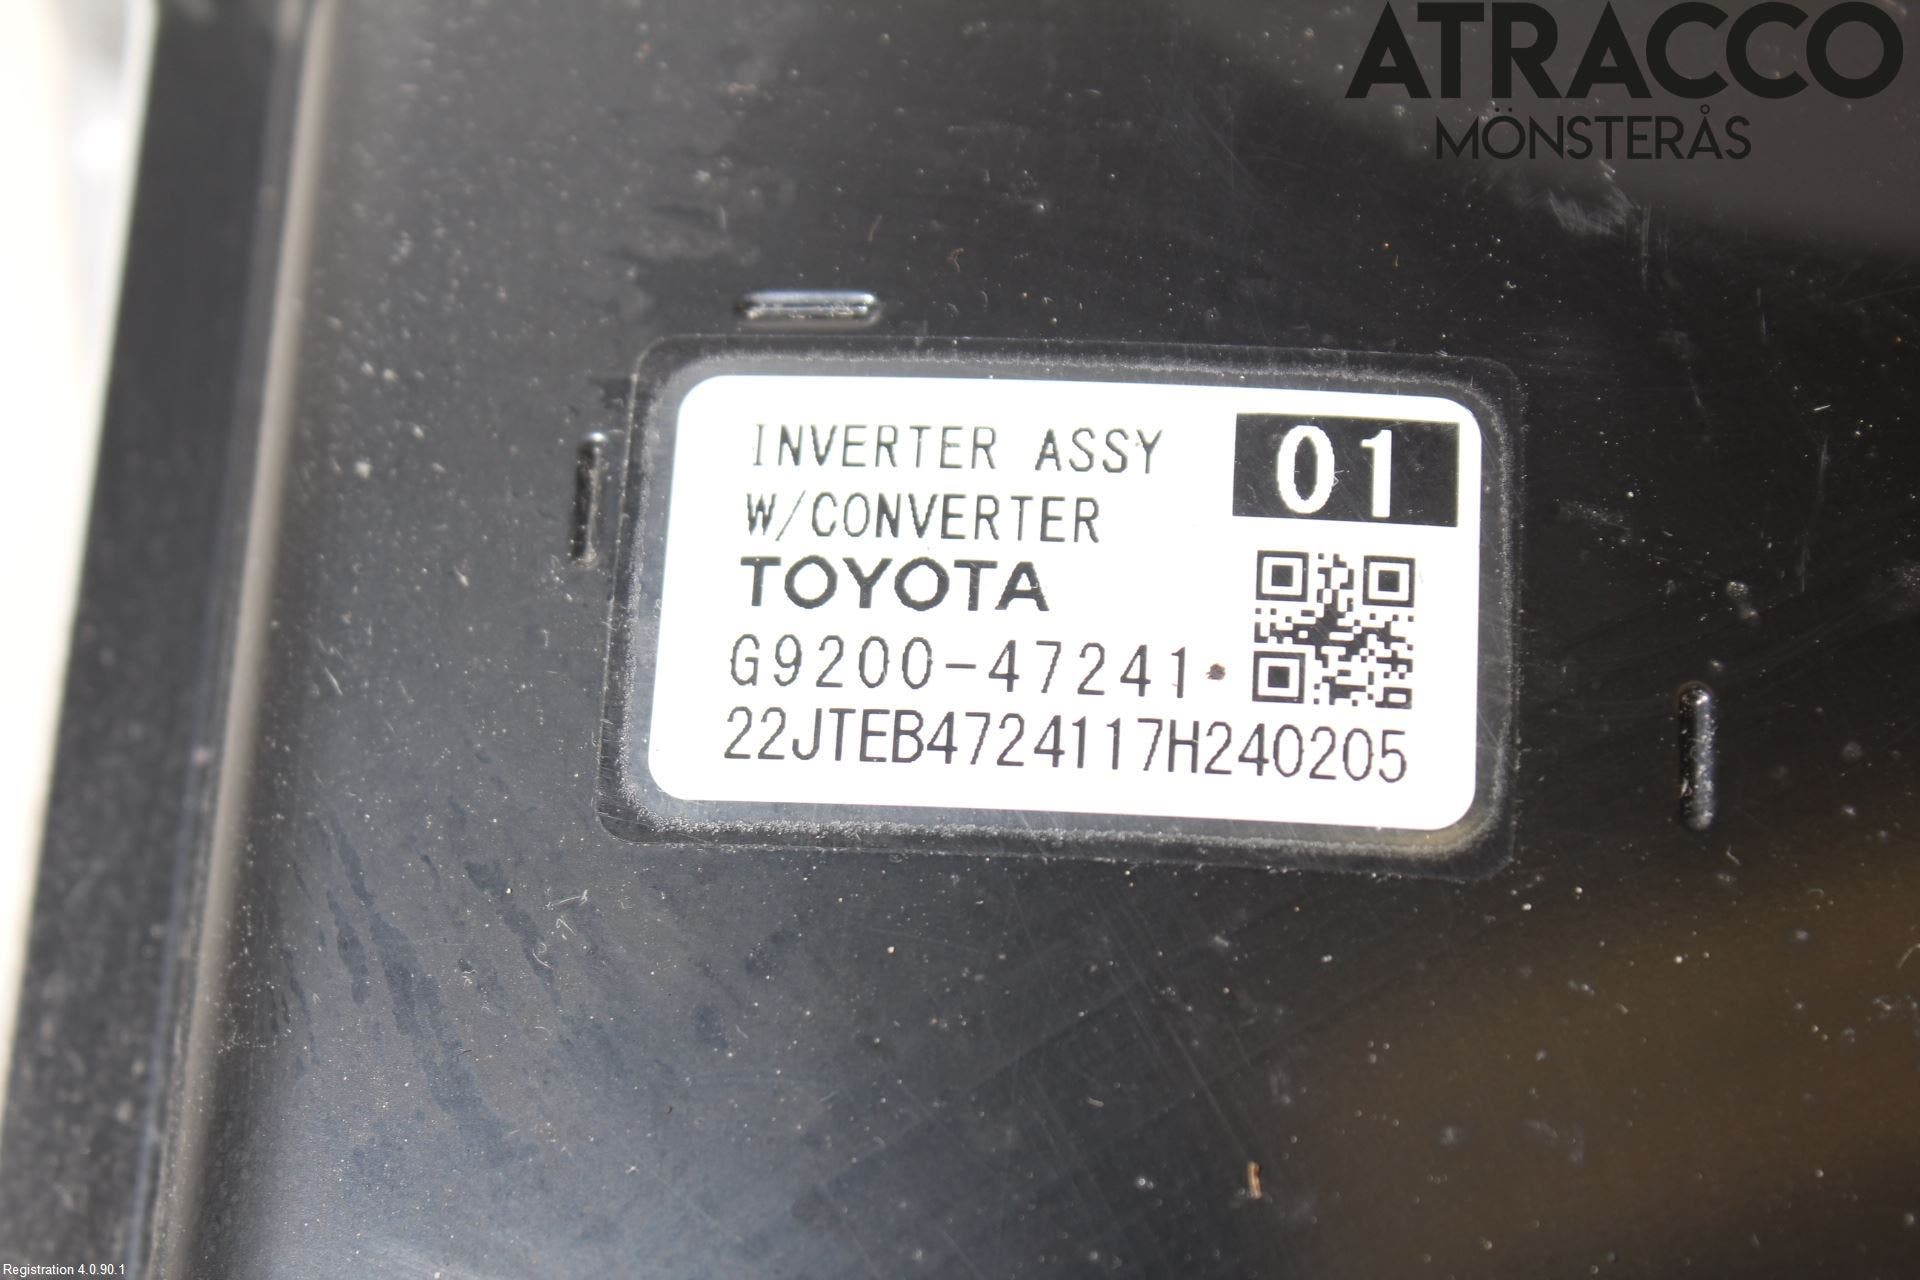 ATRACCO
MÖNSTERÅS
INVERTER ASSY
01
W/CONVERTER
TOYOTA
G9200-47241
22JTEB4724117H240205
Registration 4.0.90.1